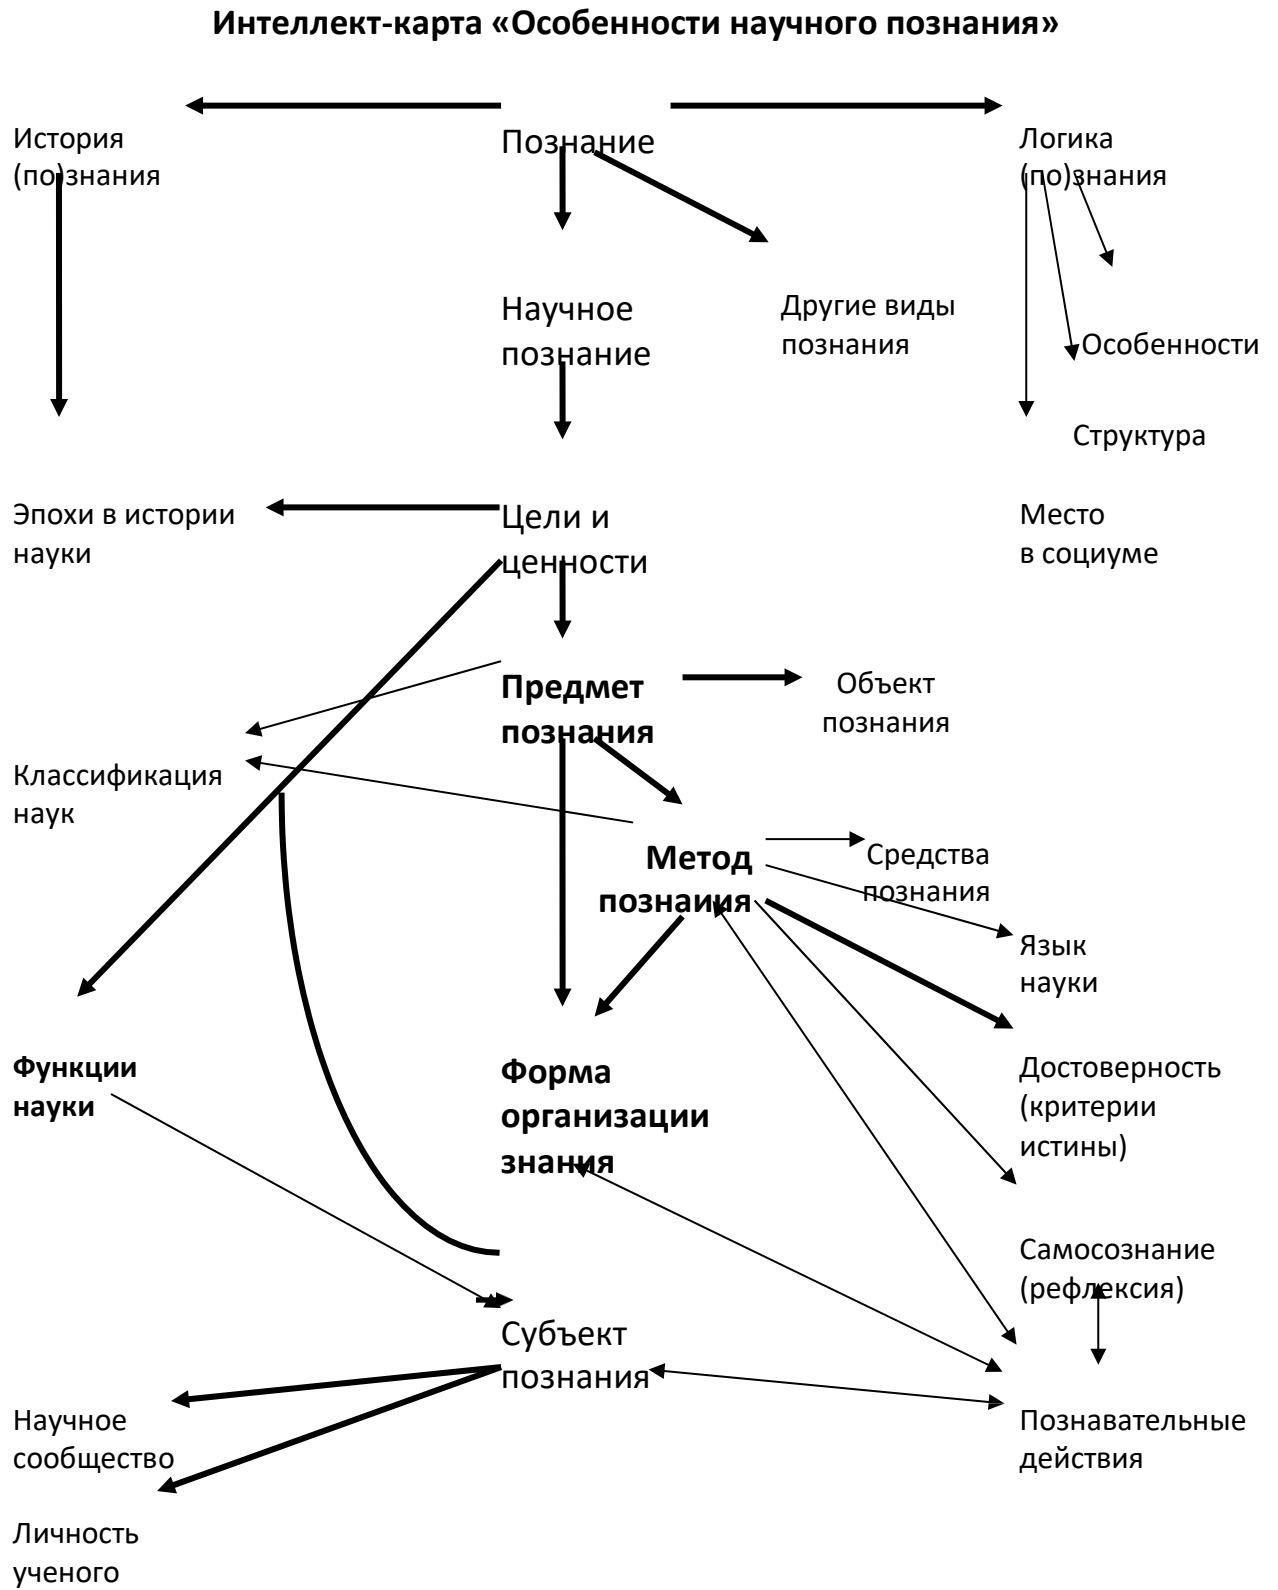 Интеллект-карта «Особенности научного познания»
История
(по)знания
Познание
Логика
(по)знания
Научное
познание
Другие виды
познания
Особенности
Структура
Эпохи в истории
науки
Цели и
ценности
Место
в социуме
Предмет
познания
Объект
познания
Классификация
наук
Метод
познания
Средства
познания
Язык
науки
Функции
науки
Форма
организации
знания
Достоверность
(критерии
истины)
Самосознание
(рефлексия)
Субъект
познания
Научное
сообщество
Познавательные
действия
Личность
ученого